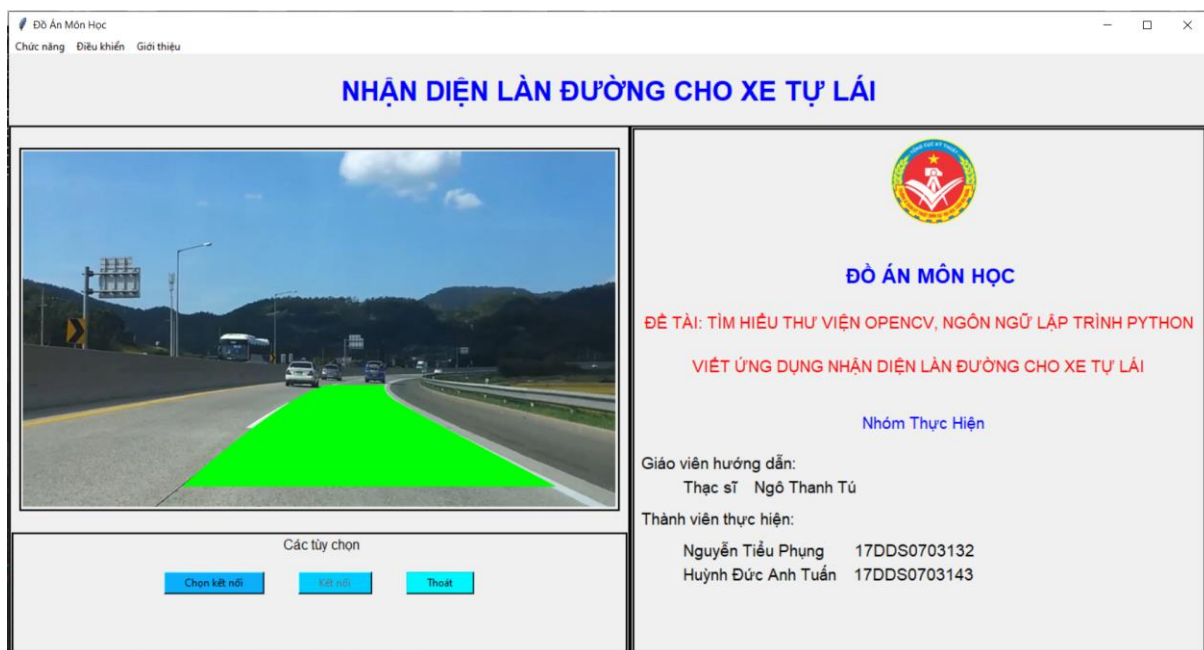 Đồ Án Môn Học
Chức năng Điều khiển Giới thiệu
NHẬN DIỆN LÀN ĐƯỜNG CHO XE TỰ LÁI
TỔNG CỤC KỸ THUẬT
ĐỒ ÁN MÔN HỌC
ĐỀ TÀI: TÌM HIỂU THƯ VIỆN OPENCV, NGÔN NGỮ LẬP TRÌNH PYTHON
VIẾT ỨNG DỤNG NHẬN DIỆN LÀN ĐƯỜNG CHO XE TỰ LÁI
Nhóm Thực Hiện
Giáo viên hướng dẫn:
Thạc sĩ Ngô Thanh Tú
Thành viên thực hiện:
Nguyễn Tiểu Phụng 17DDS0703132
Huỳnh Đức Anh Tuấn 17DDS0703143
Các tùy chọn
Chọn kết nối Kết nối Thoát